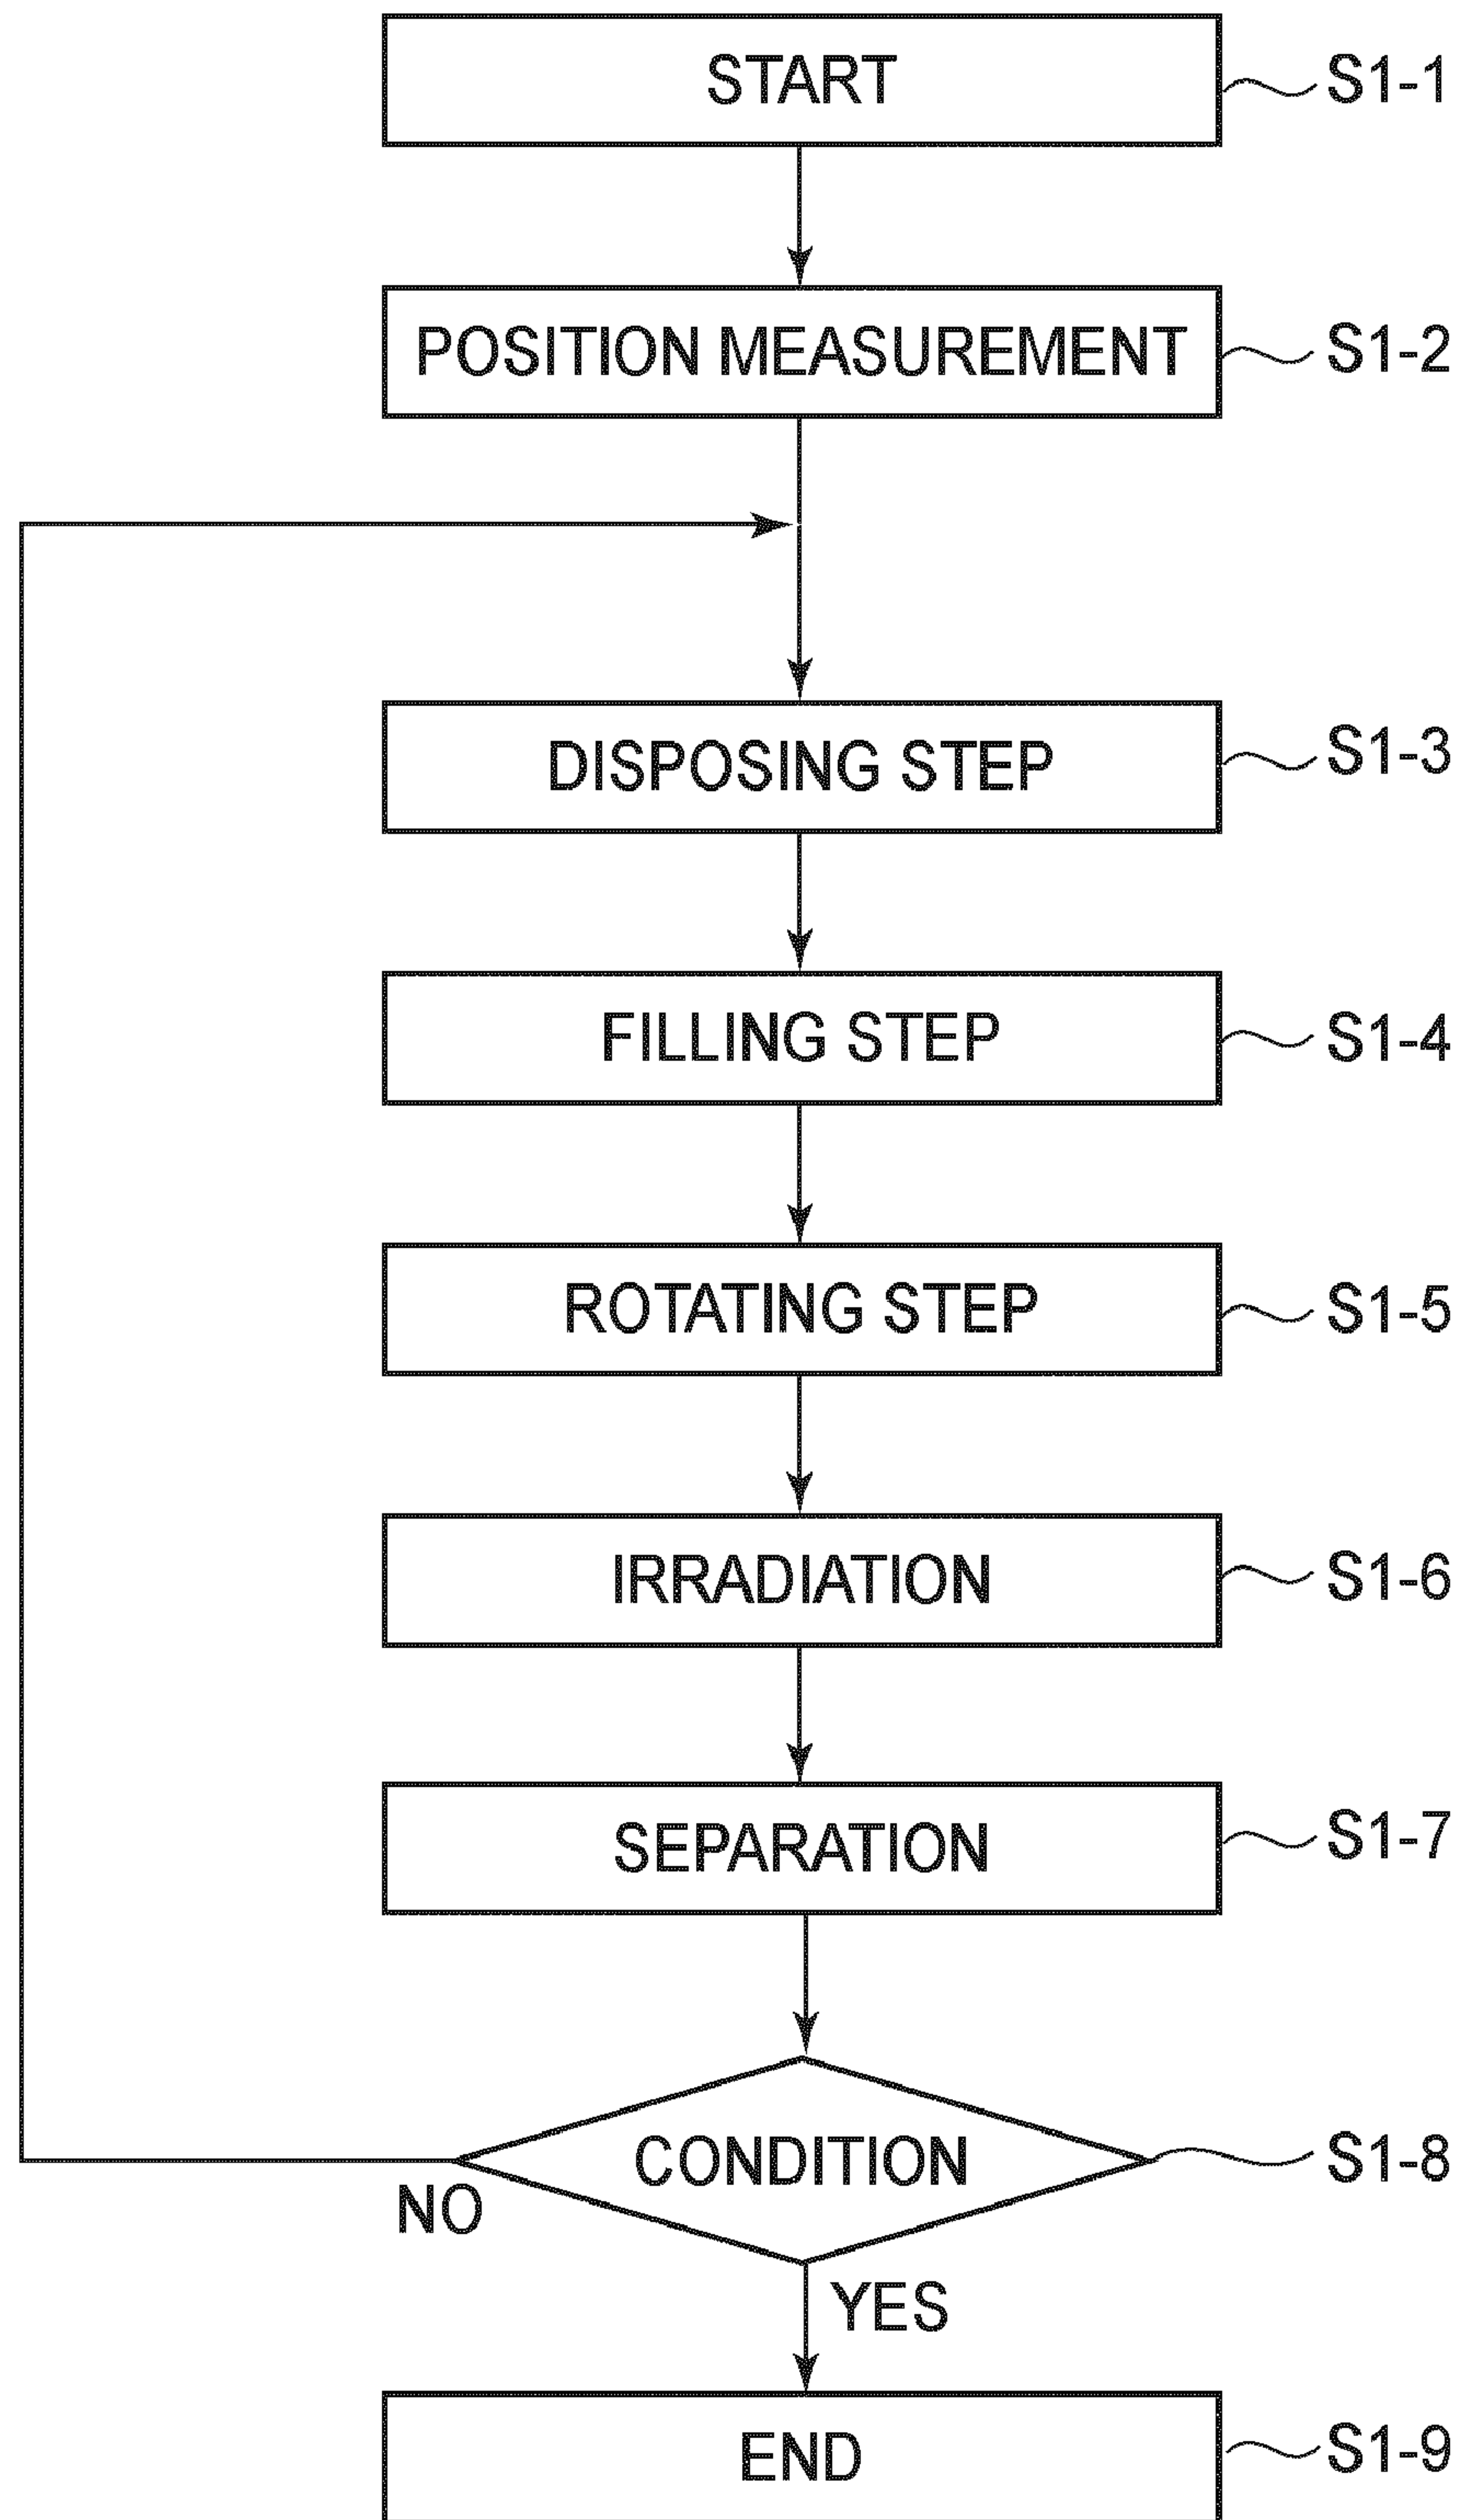 START S1-1
POSITION MEASUREMENT S1-2
DISPOSING STEP S1-3
FILLING STEP S1-4
ROTATING STEP S1-5
IRRADIATION S1-6
SEPARATION S1-7
CONDITION S1-8
NO
YES
END S1-9